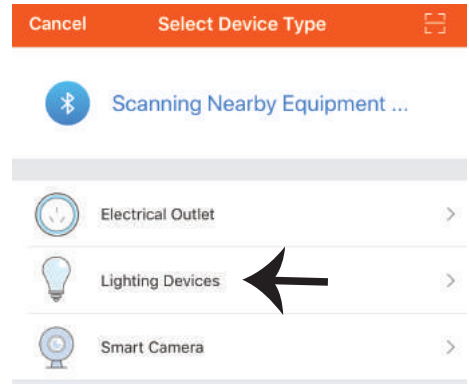 Cancel Select Device Type
Scanning Nearby Equipment ...
Electrical Outlet
Lighting Devices
Smart Camera